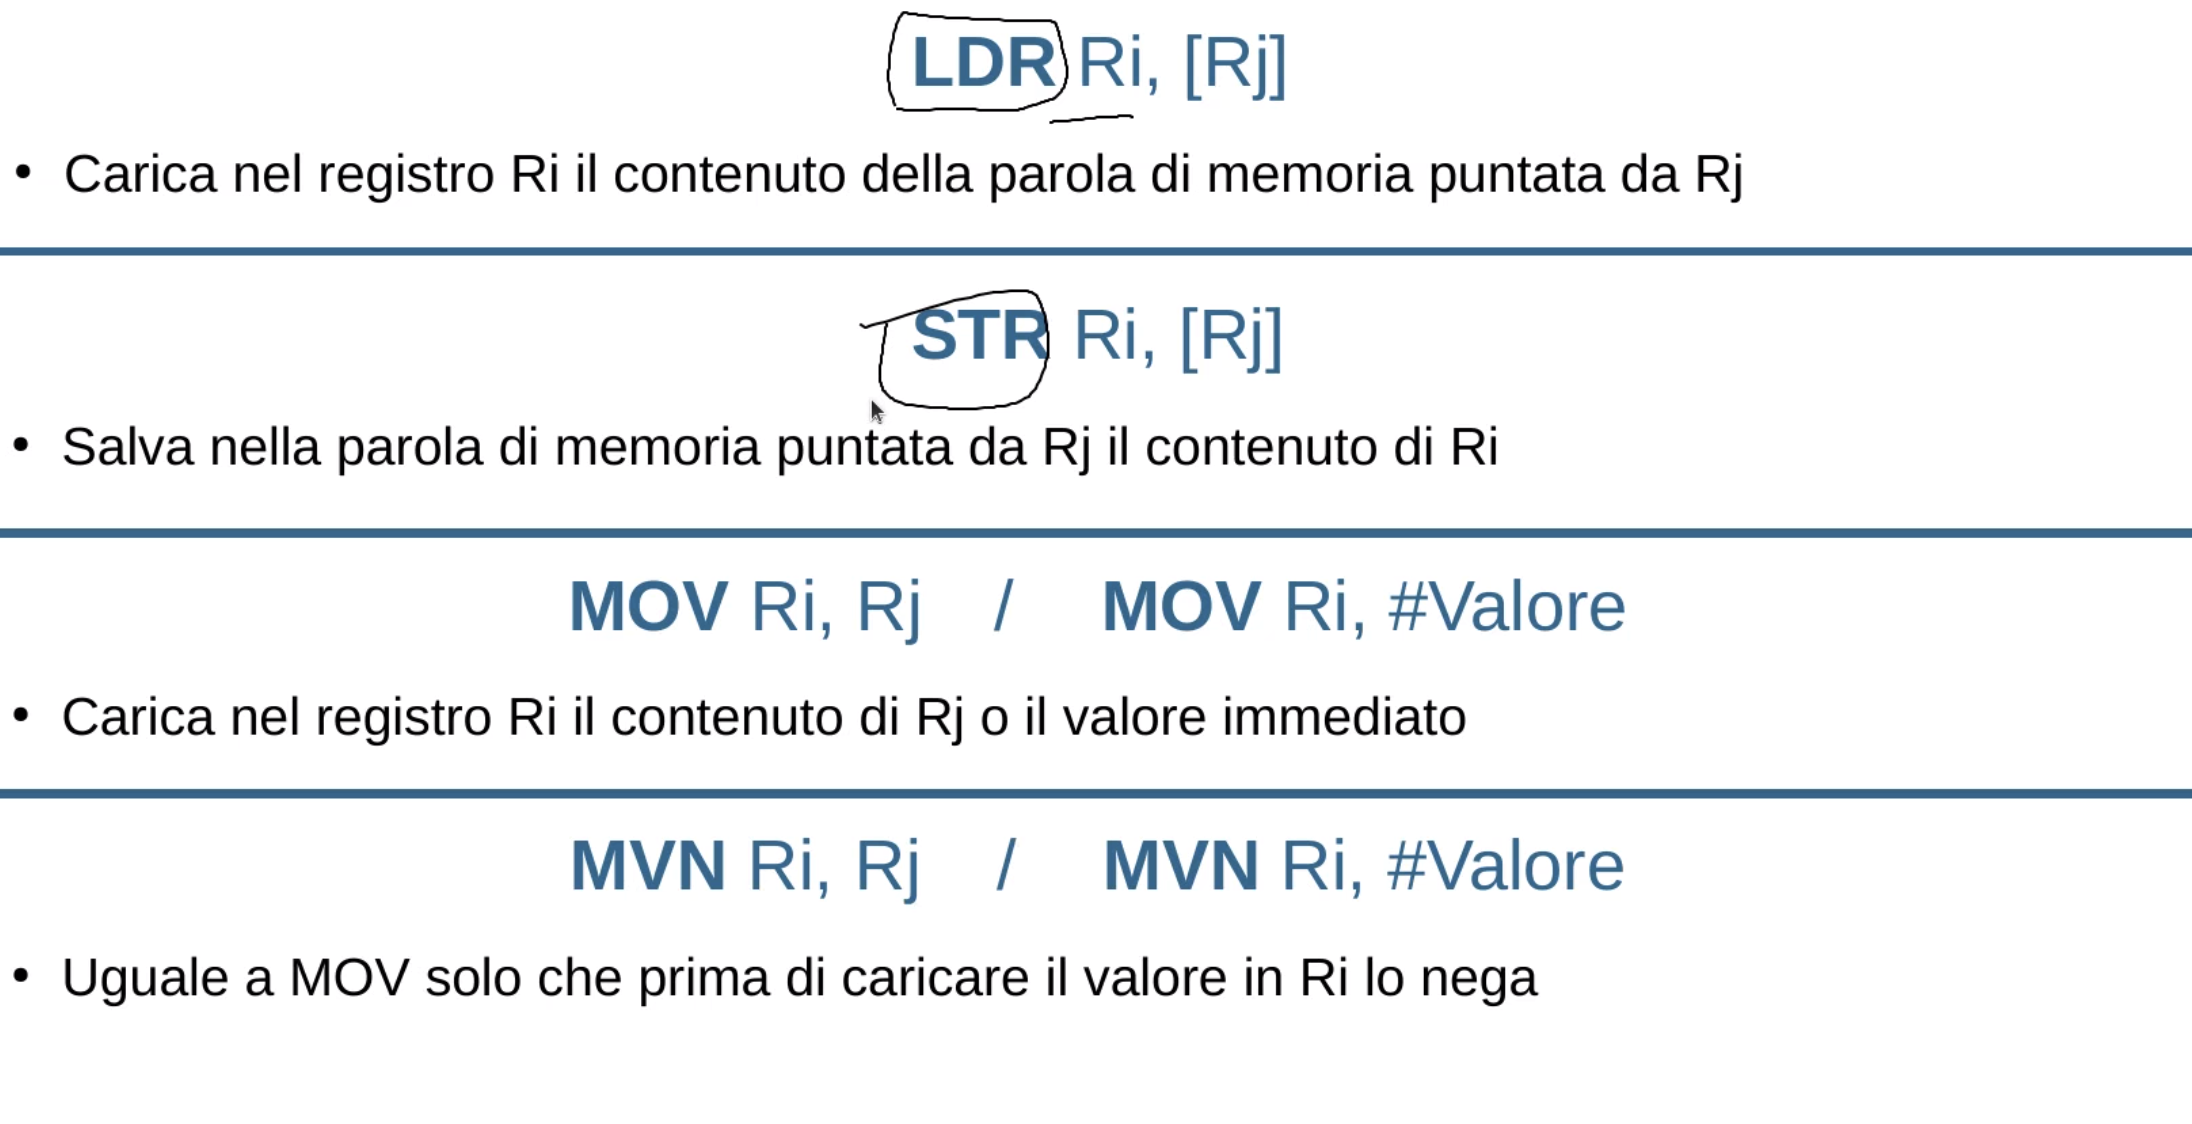 LDR Ri, [Rj]
• Carica nel registro Ri il contenuto della parola di memoria puntata da Rj
STR Ri, [Rj]
• Salva nella parola di memoria puntata da Rj il contenuto di Ri
MOV Ri, Rj / MOV Ri, #Valore
• Carica nel registro Ri il contenuto di Rj o il valore immediato
MVN Ri, Rj / MVN Ri, #Valore
• Uguale a MOV solo che prima di caricare il valore in Ri lo nega